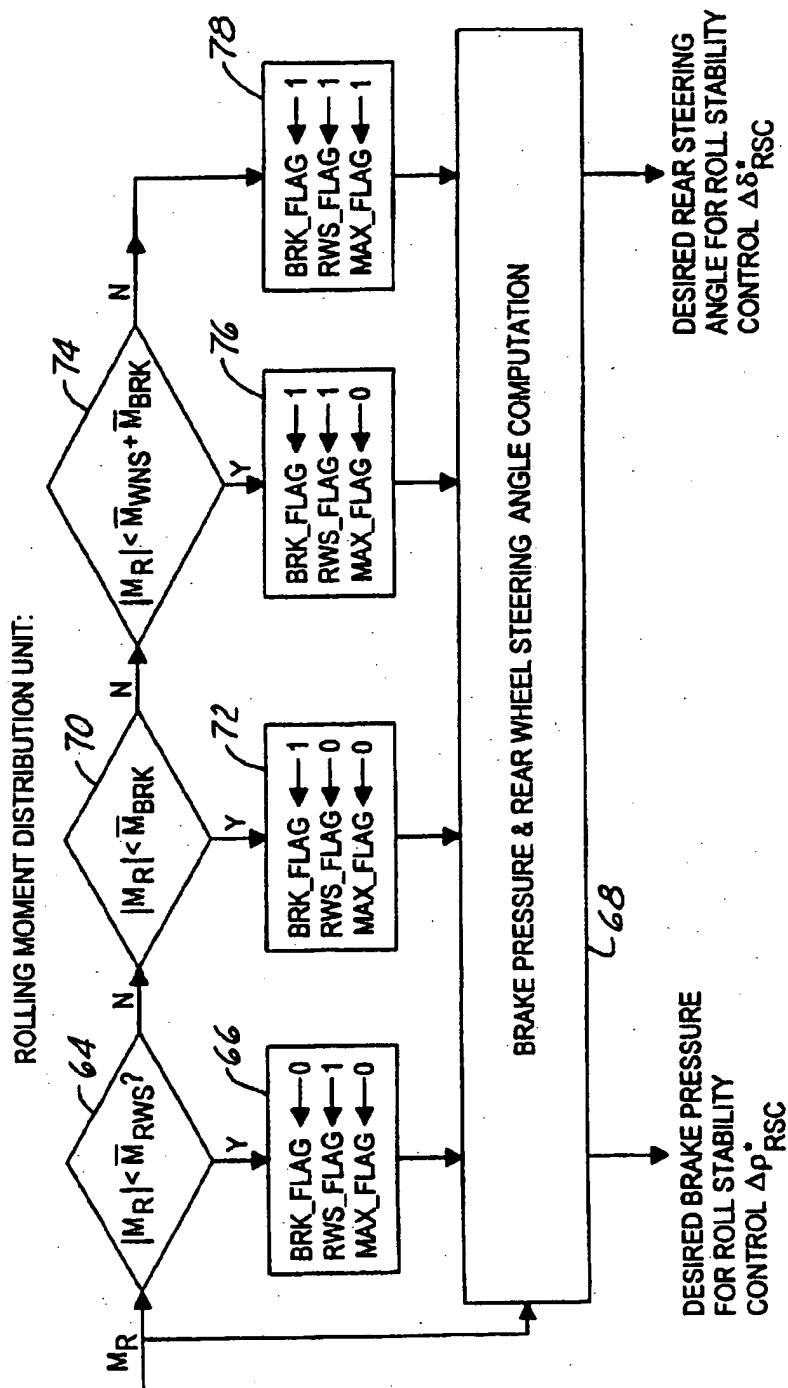 ROLLING MOMENT DISTRIBUTION UNIT:
M_R
64
|M_R| < M̅_RWS?
N
Y
66
BRK_FLAG ← 0
RWS_FLAG ← 1
MAX_FLAG ← 0
70
|M_R| < M̅_BRK
N
Y
72
BRK_FLAG ← 1
RWS_FLAG ← 0
MAX_FLAG ← 0
74
|M_R| < M̅_WNS + M̅_BRK
N
Y
76
BRK_FLAG ← 1
RWS_FLAG ← 1
MAX_FLAG ← 0
78
BRK_FLAG ← 1
RWS_FLAG ← 1
MAX_FLAG ← 1
BRAKE PRESSURE & REAR WHEEL STEERING ANGLE COMPUTATION
68
DESIRED BRAKE PRESSURE
FOR ROLL STABILITY
CONTROL Δρ*_RSC
DESIRED REAR STEERING
ANGLE FOR ROLL STABILITY
CONTROL Δδ*_RSC